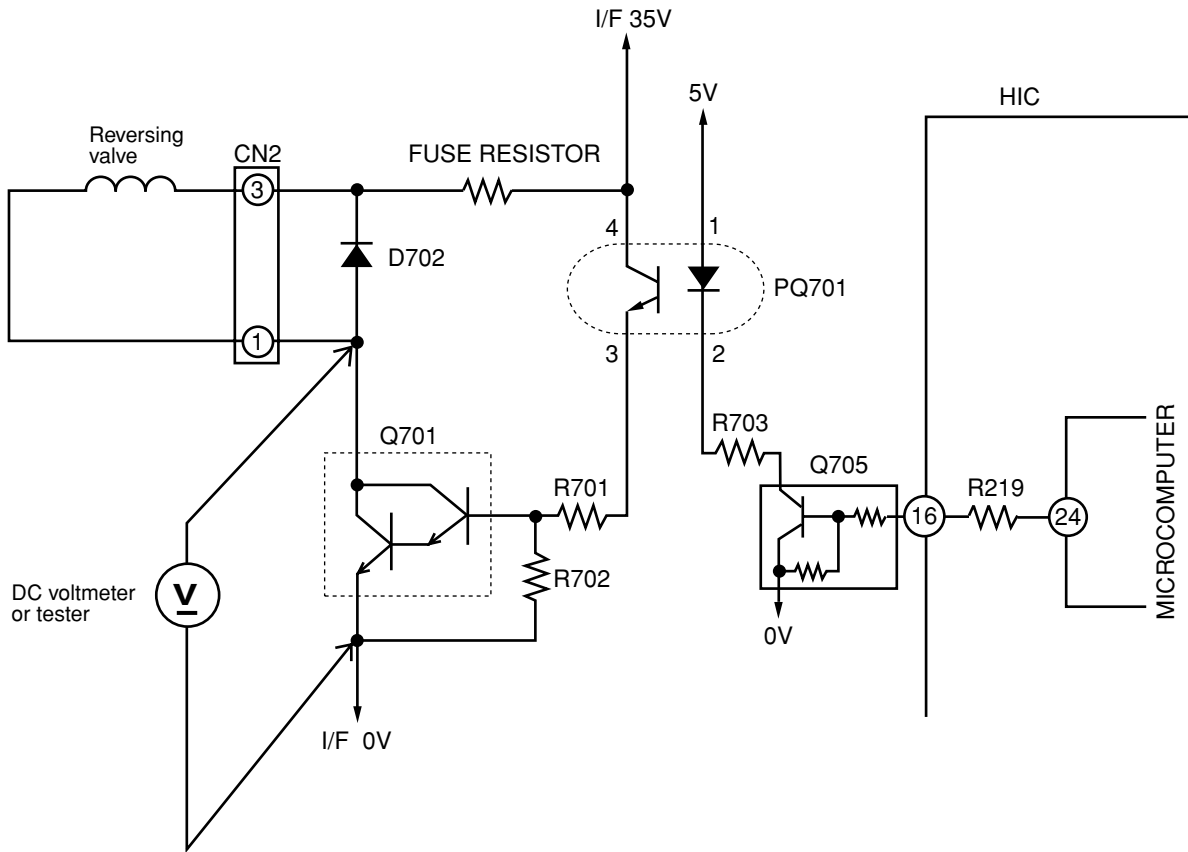 I/F 35V
5V
HIC
Reversing
valve
CN2
FUSE RESISTOR
3
4
1
D702
PQ701
1
3
2
R703
Q701
Q705
R701
R219
16
24
MICROCOMPUTER
R702
DC voltmeter
or tester
V
0V
I/F 0V